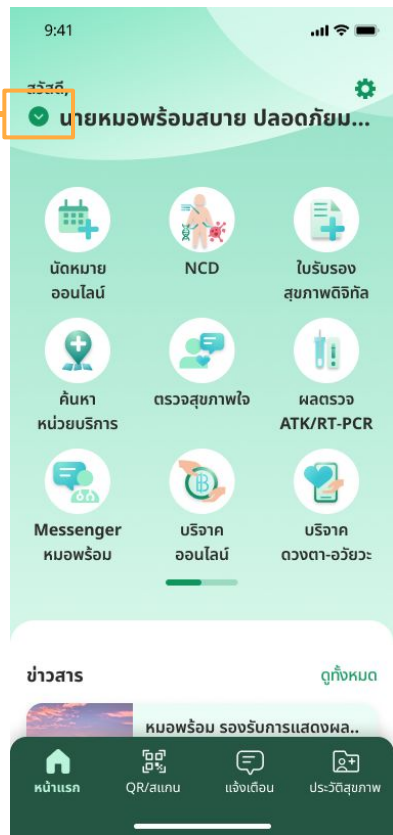 9:41
สวัสดี,
นายหมอพร้อมสบาย ปลอดภัยม...
นัดหมาย
ออนไลน์
NCD
ใบรับรอง
สุขภาพดิจิทัล
ค้นหา
หน่วยบริการ
ตรวจสุขภาพใจ
ผลตรวจ
ATK/RT-PCR
Messenger
หมอพร้อม
บริจาค
ออนไลน์
บริจาค
ดวงตา-อวัยวะ
ข่าวสาร
ดูทั้งหมด
หมอพร้อม รองรับการแสดงผล..
หน้าแรก
QR/สแกน
แจ้งเตือน
ประวัติสุขภาพ